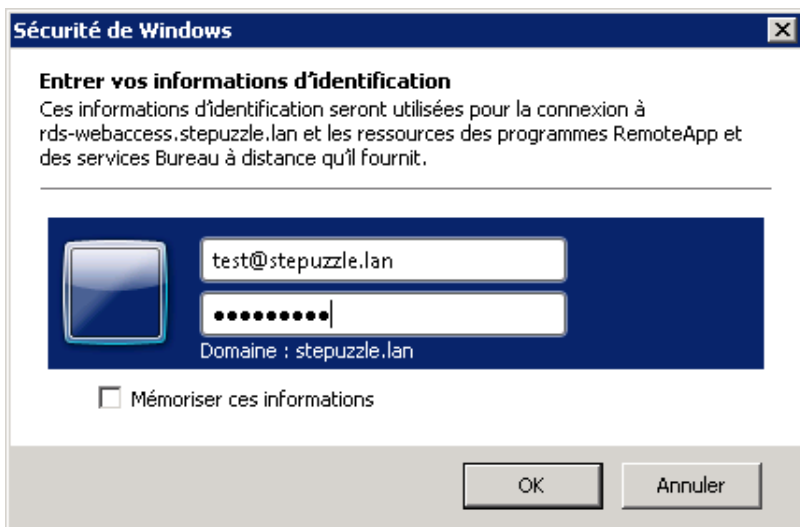 Sécurité de Windows
Entrer vos informations d'identification
Ces informations d'identification seront utilisées pour la connexion à
rds-webaccess.stepuzzle.lan et les ressources des programmes RemoteApp et
des services Bureau à distance qu'il fournit.
test@stepuzzle.lan
●●●●●●●●●
Domaine : stepuzzle.lan
Mémoriser ces informations
OK
Annuler